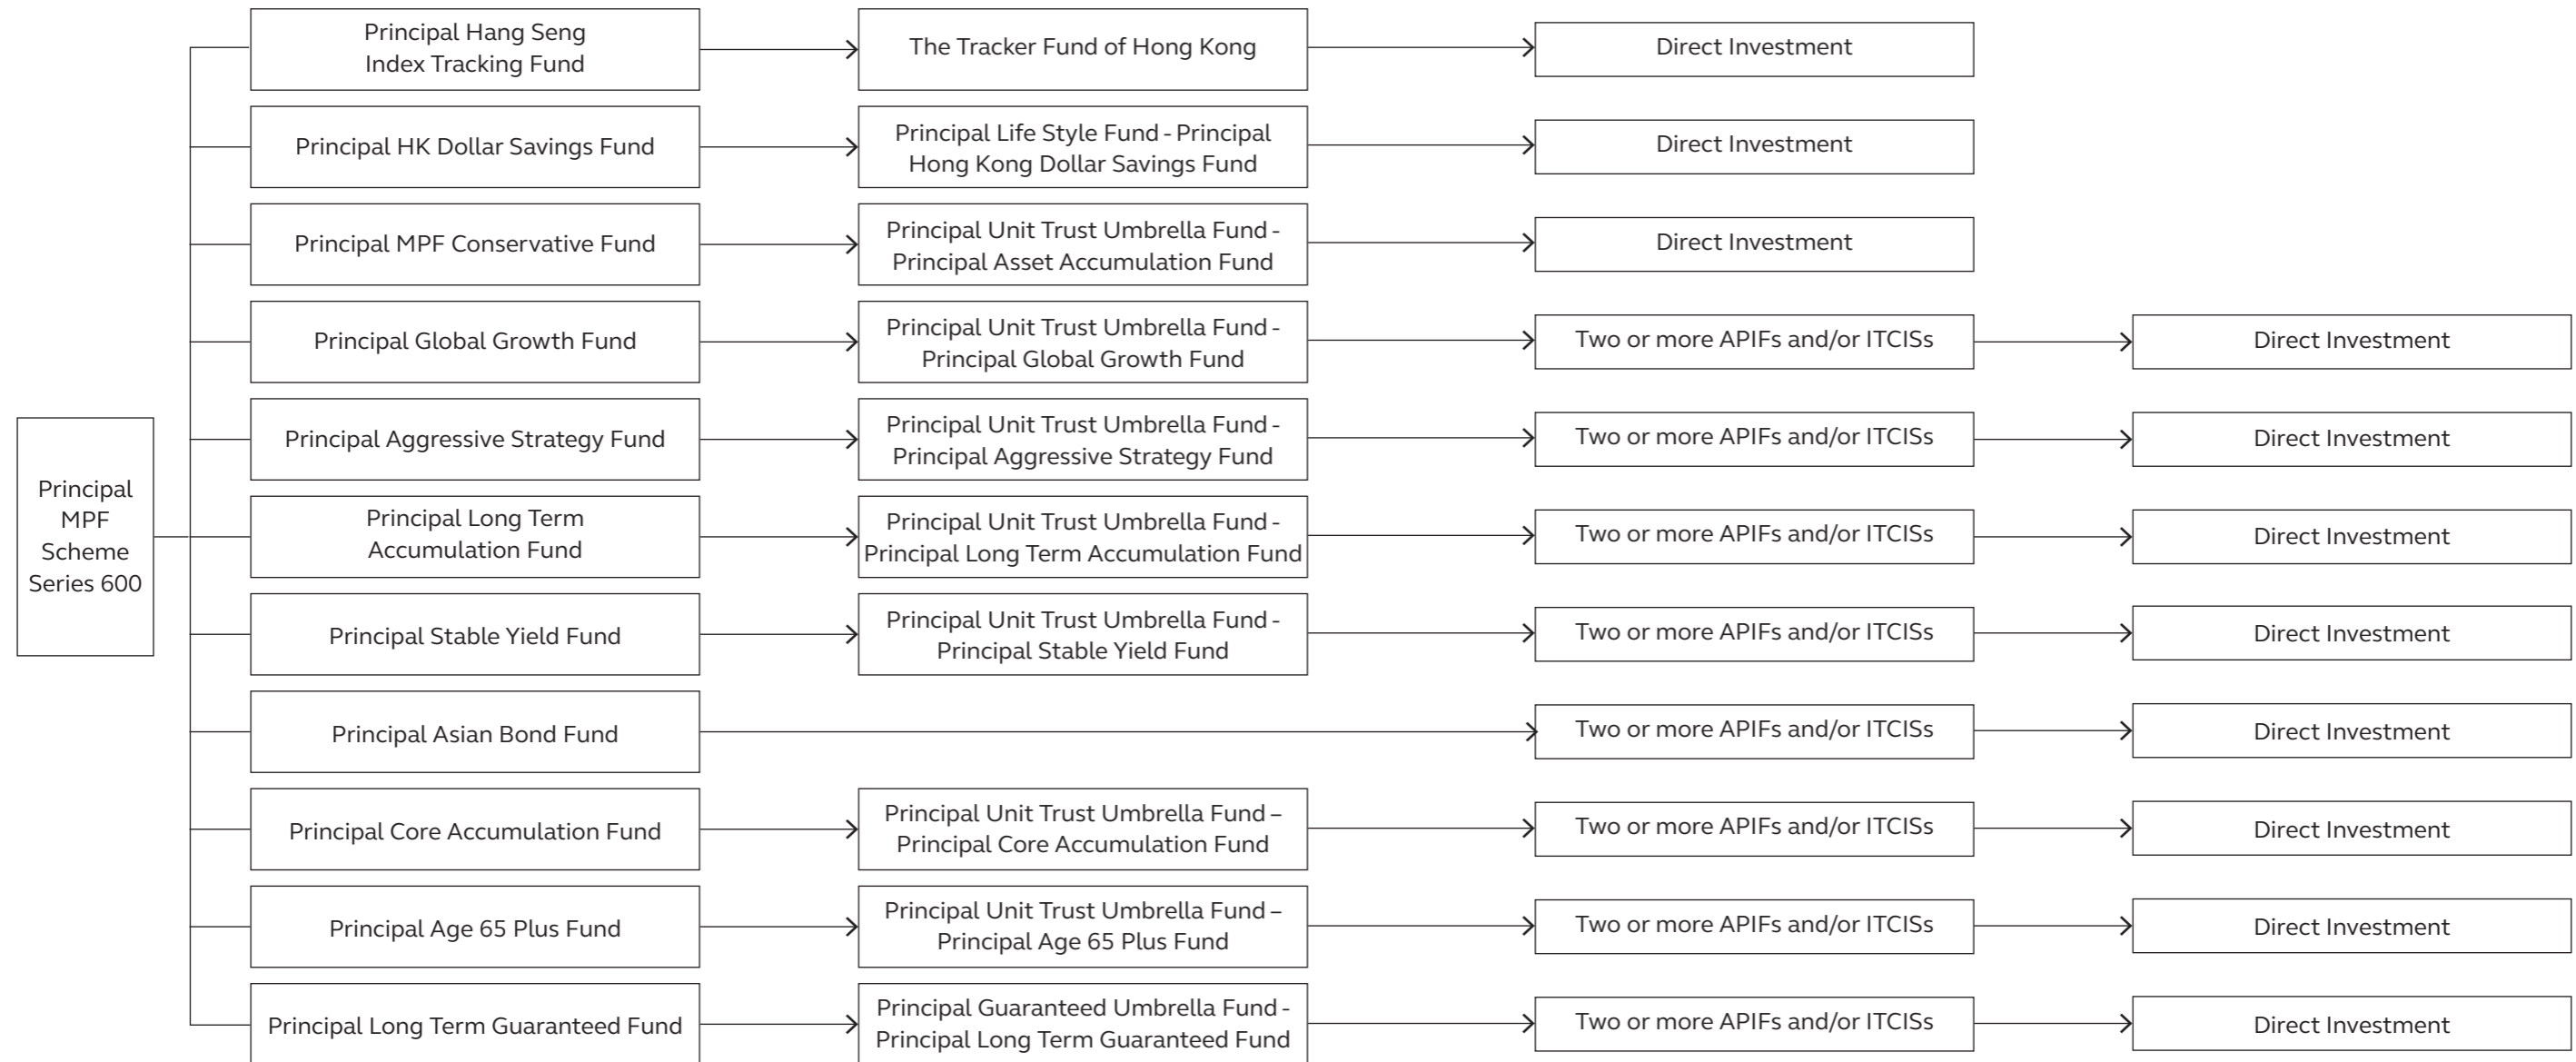 Principal
MPF
Scheme
Series 600
Principal Hang Seng
Index Tracking Fund
The Tracker Fund of Hong Kong
Direct Investment
Principal HK Dollar Savings Fund
Principal Life Style Fund - Principal
Hong Kong Dollar Savings Fund
Direct Investment
Principal MPF Conservative Fund
Principal Unit Trust Umbrella Fund -
Principal Asset Accumulation Fund
Direct Investment
Principal Global Growth Fund
Principal Unit Trust Umbrella Fund -
Principal Global Growth Fund
Two or more APIFs and/or ITCISs
Direct Investment
Principal Aggressive Strategy Fund
Principal Unit Trust Umbrella Fund -
Principal Aggressive Strategy Fund
Two or more APIFs and/or ITCISs
Direct Investment
Principal Long Term
Accumulation Fund
Principal Unit Trust Umbrella Fund -
Principal Long Term Accumulation Fund
Two or more APIFs and/or ITCISs
Direct Investment
Principal Stable Yield Fund
Principal Unit Trust Umbrella Fund -
Principal Stable Yield Fund
Two or more APIFs and/or ITCISs
Direct Investment
Principal Asian Bond Fund
Two or more APIFs and/or ITCISs
Direct Investment
Principal Core Accumulation Fund
Principal Unit Trust Umbrella Fund –
Principal Core Accumulation Fund
Two or more APIFs and/or ITCISs
Direct Investment
Principal Age 65 Plus Fund
Principal Unit Trust Umbrella Fund –
Principal Age 65 Plus Fund
Two or more APIFs and/or ITCISs
Direct Investment
Principal Long Term Guaranteed Fund
Principal Guaranteed Umbrella Fund -
Principal Long Term Guaranteed Fund
Two or more APIFs and/or ITCISs
Direct Investment